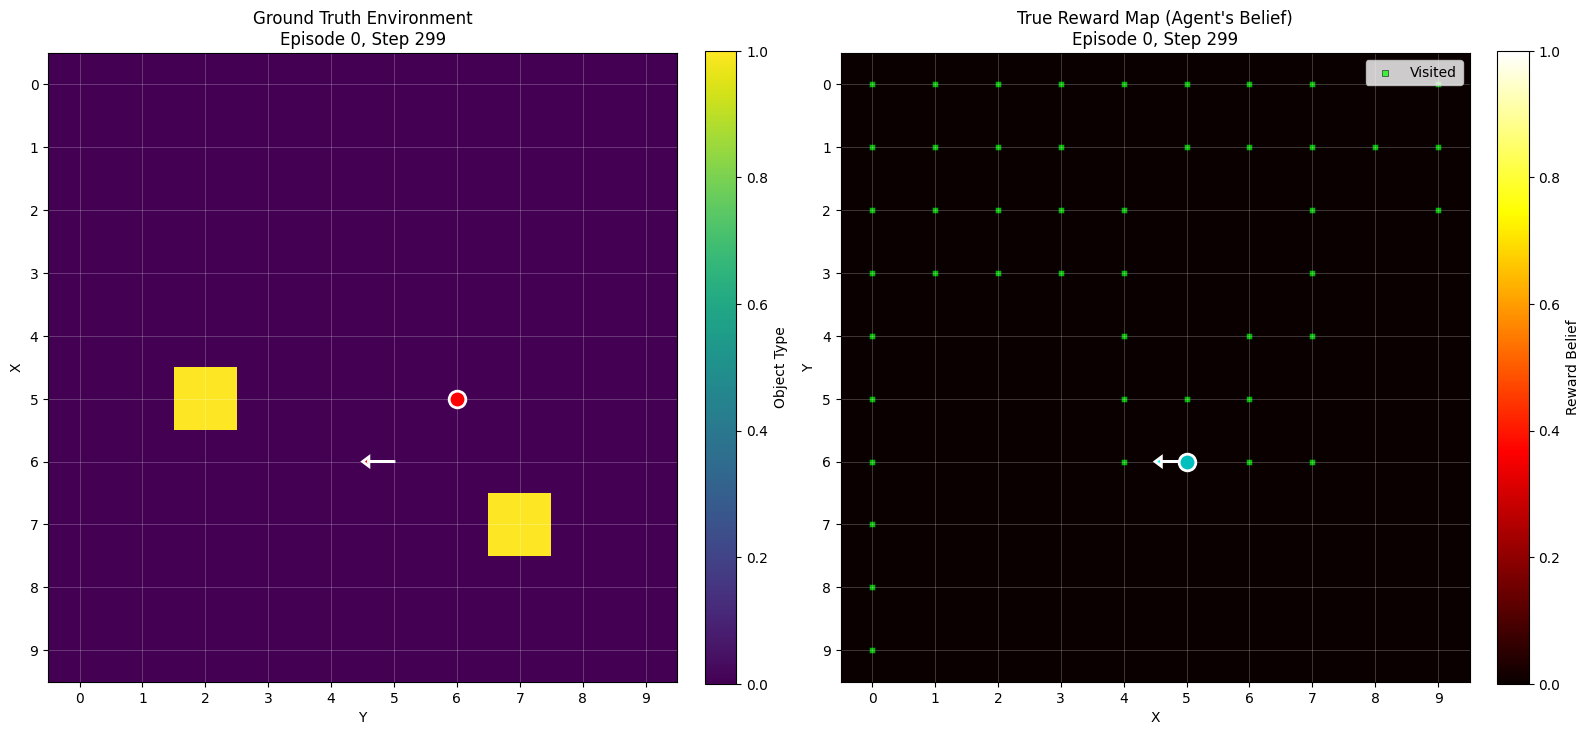 Ground Truth Environment
Episode 0, Step 299
0
1
2
3
4
5
6
7
8
9
X
0 1 2 3 4 5 6 7 8 9
Y
1.0
0.8
0.6
0.4
0.2
0.0
Object Type
True Reward Map (Agent's Belief)
Episode 0, Step 299
Visited
0
1
2
3
4
5
6
7
8
9
Y
0 1 2 3 4 5 6 7 8 9
X
1.0
0.8
0.6
0.4
0.2
0.0
Reward Belief